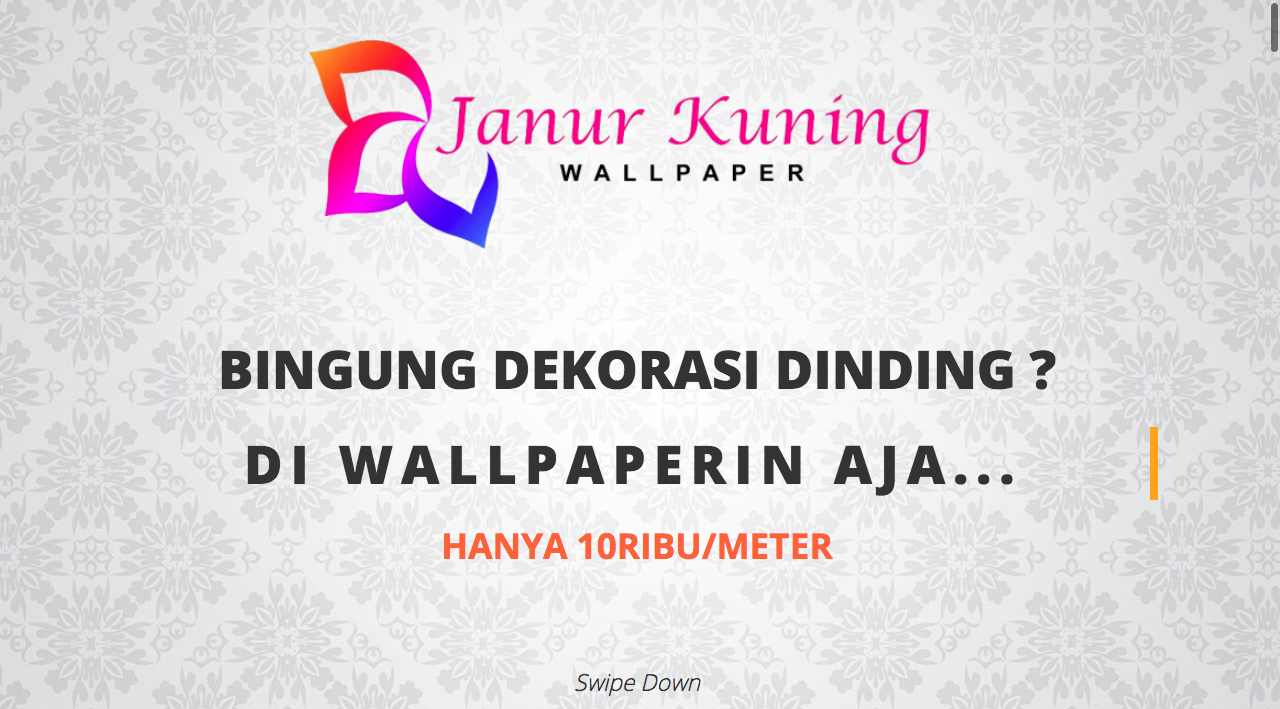 Janur Kuning
WALLPAPER
BINGUNG DEKORASI DINDING ?
DI WALLPAPERIN AJA...
HANYA 10RIBU/METER
Swipe Down